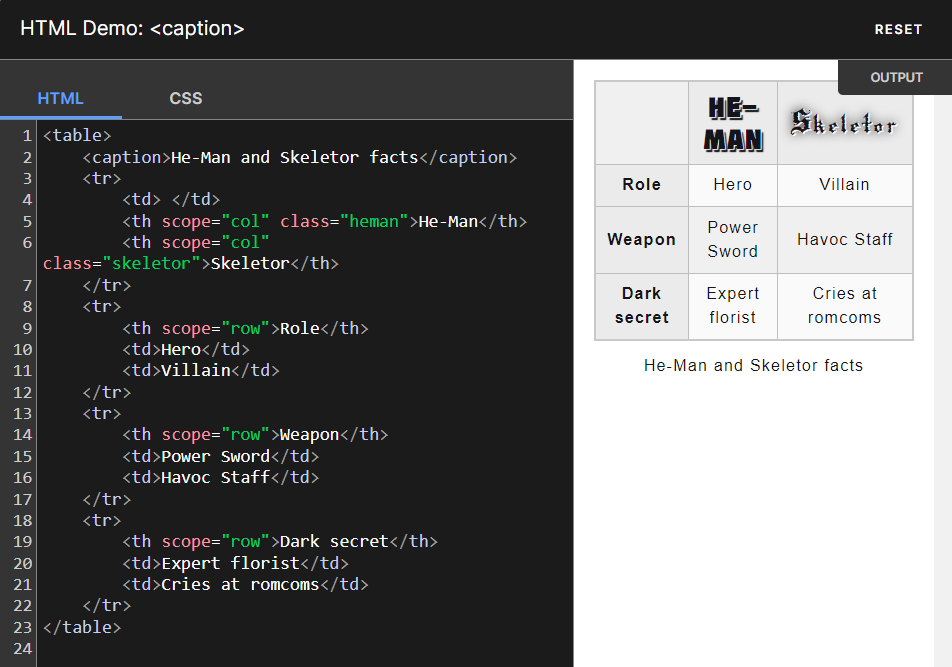 HTML Demo: <caption>
RESET
HTML
CSS
1 <table>
2     <caption>He-Man and Skeletor facts</caption>
3     <tr>
4         <td> </td>
5         <th scope="col" class="heman">He-Man</th>
6         <th scope="col"
class="skeletor">Skeletor</th>
7     </tr>
8     <tr>
9         <th scope="row">Role</th>
10         <td>Hero</td>
11         <td>Villain</td>
12     </tr>
13     <tr>
14         <th scope="row">Weapon</th>
15         <td>Power Sword</td>
16         <td>Havoc Staff</td>
17     </tr>
18     <tr>
19         <th scope="row">Dark secret</th>
20         <td>Expert florist</td>
21         <td>Cries at romcoms</td>
22     </tr>
23 </table>
24
OUTPUT
HE-
MAN
Skeletor
Role
Hero
Villain
Weapon
Power
Sword
Havoc Staff
Dark
secret
Expert
florist
Cries at
romcoms
He-Man and Skeletor facts